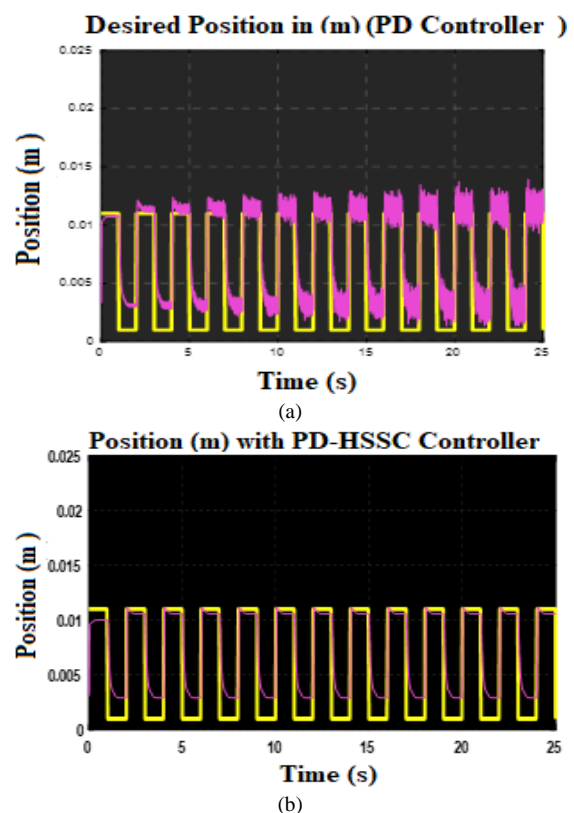 Desired Position in (m) (PD Controller )
0.025
0.02
0.015
0.01
0.005
0
Position (m )
0 5 10 15 20 25
Time (s)
(a)
Position (m) with PD-HSSC Controller
0.025
0.02
0.015
0.01
0.005
0
Position (m )
0 5 10 15 20 25
Time (s)
(b)